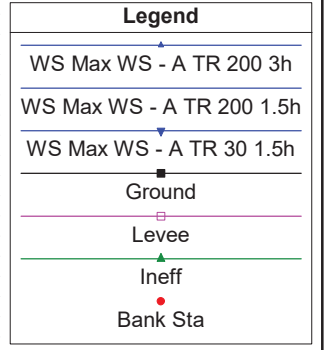 Legend
WS Max WS - A TR 200 3h
WS Max WS - A TR 200 1.5h
WS Max WS - A TR 30 1.5h
Ground
Levee
Ineff
Bank Sta